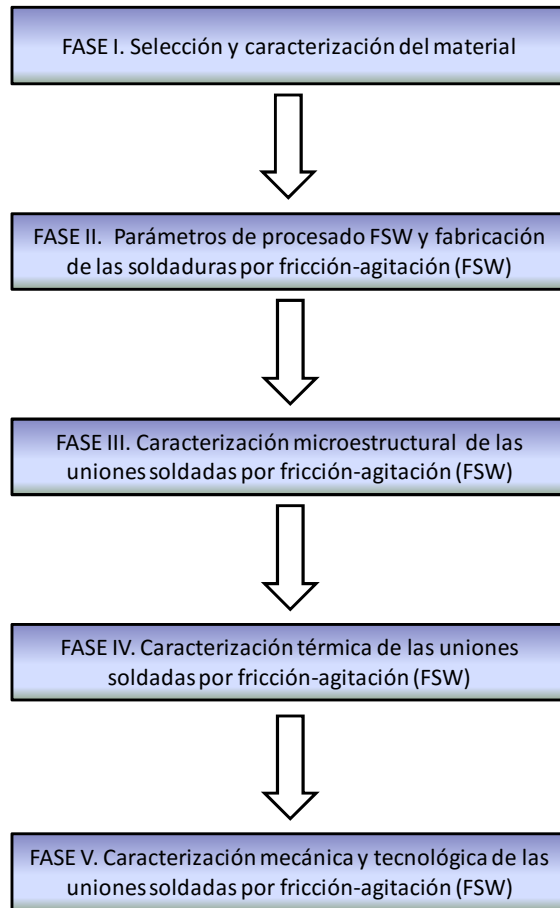 FASE I. Selección y caracterización del material
FASE II. Parámetros de procesado FSW y fabricación
de las soldaduras por fricción-agitación (FSW)
FASE III. Caracterización microestructural de las
uniones soldadas por fricción-agitación (FSW)
FASE IV. Caracterización térmica de las uniones
soldadas por fricción-agitación (FSW)
FASE V. Caracterización mecánica y tecnológica de las
uniones soldadas por fricción-agitación (FSW)